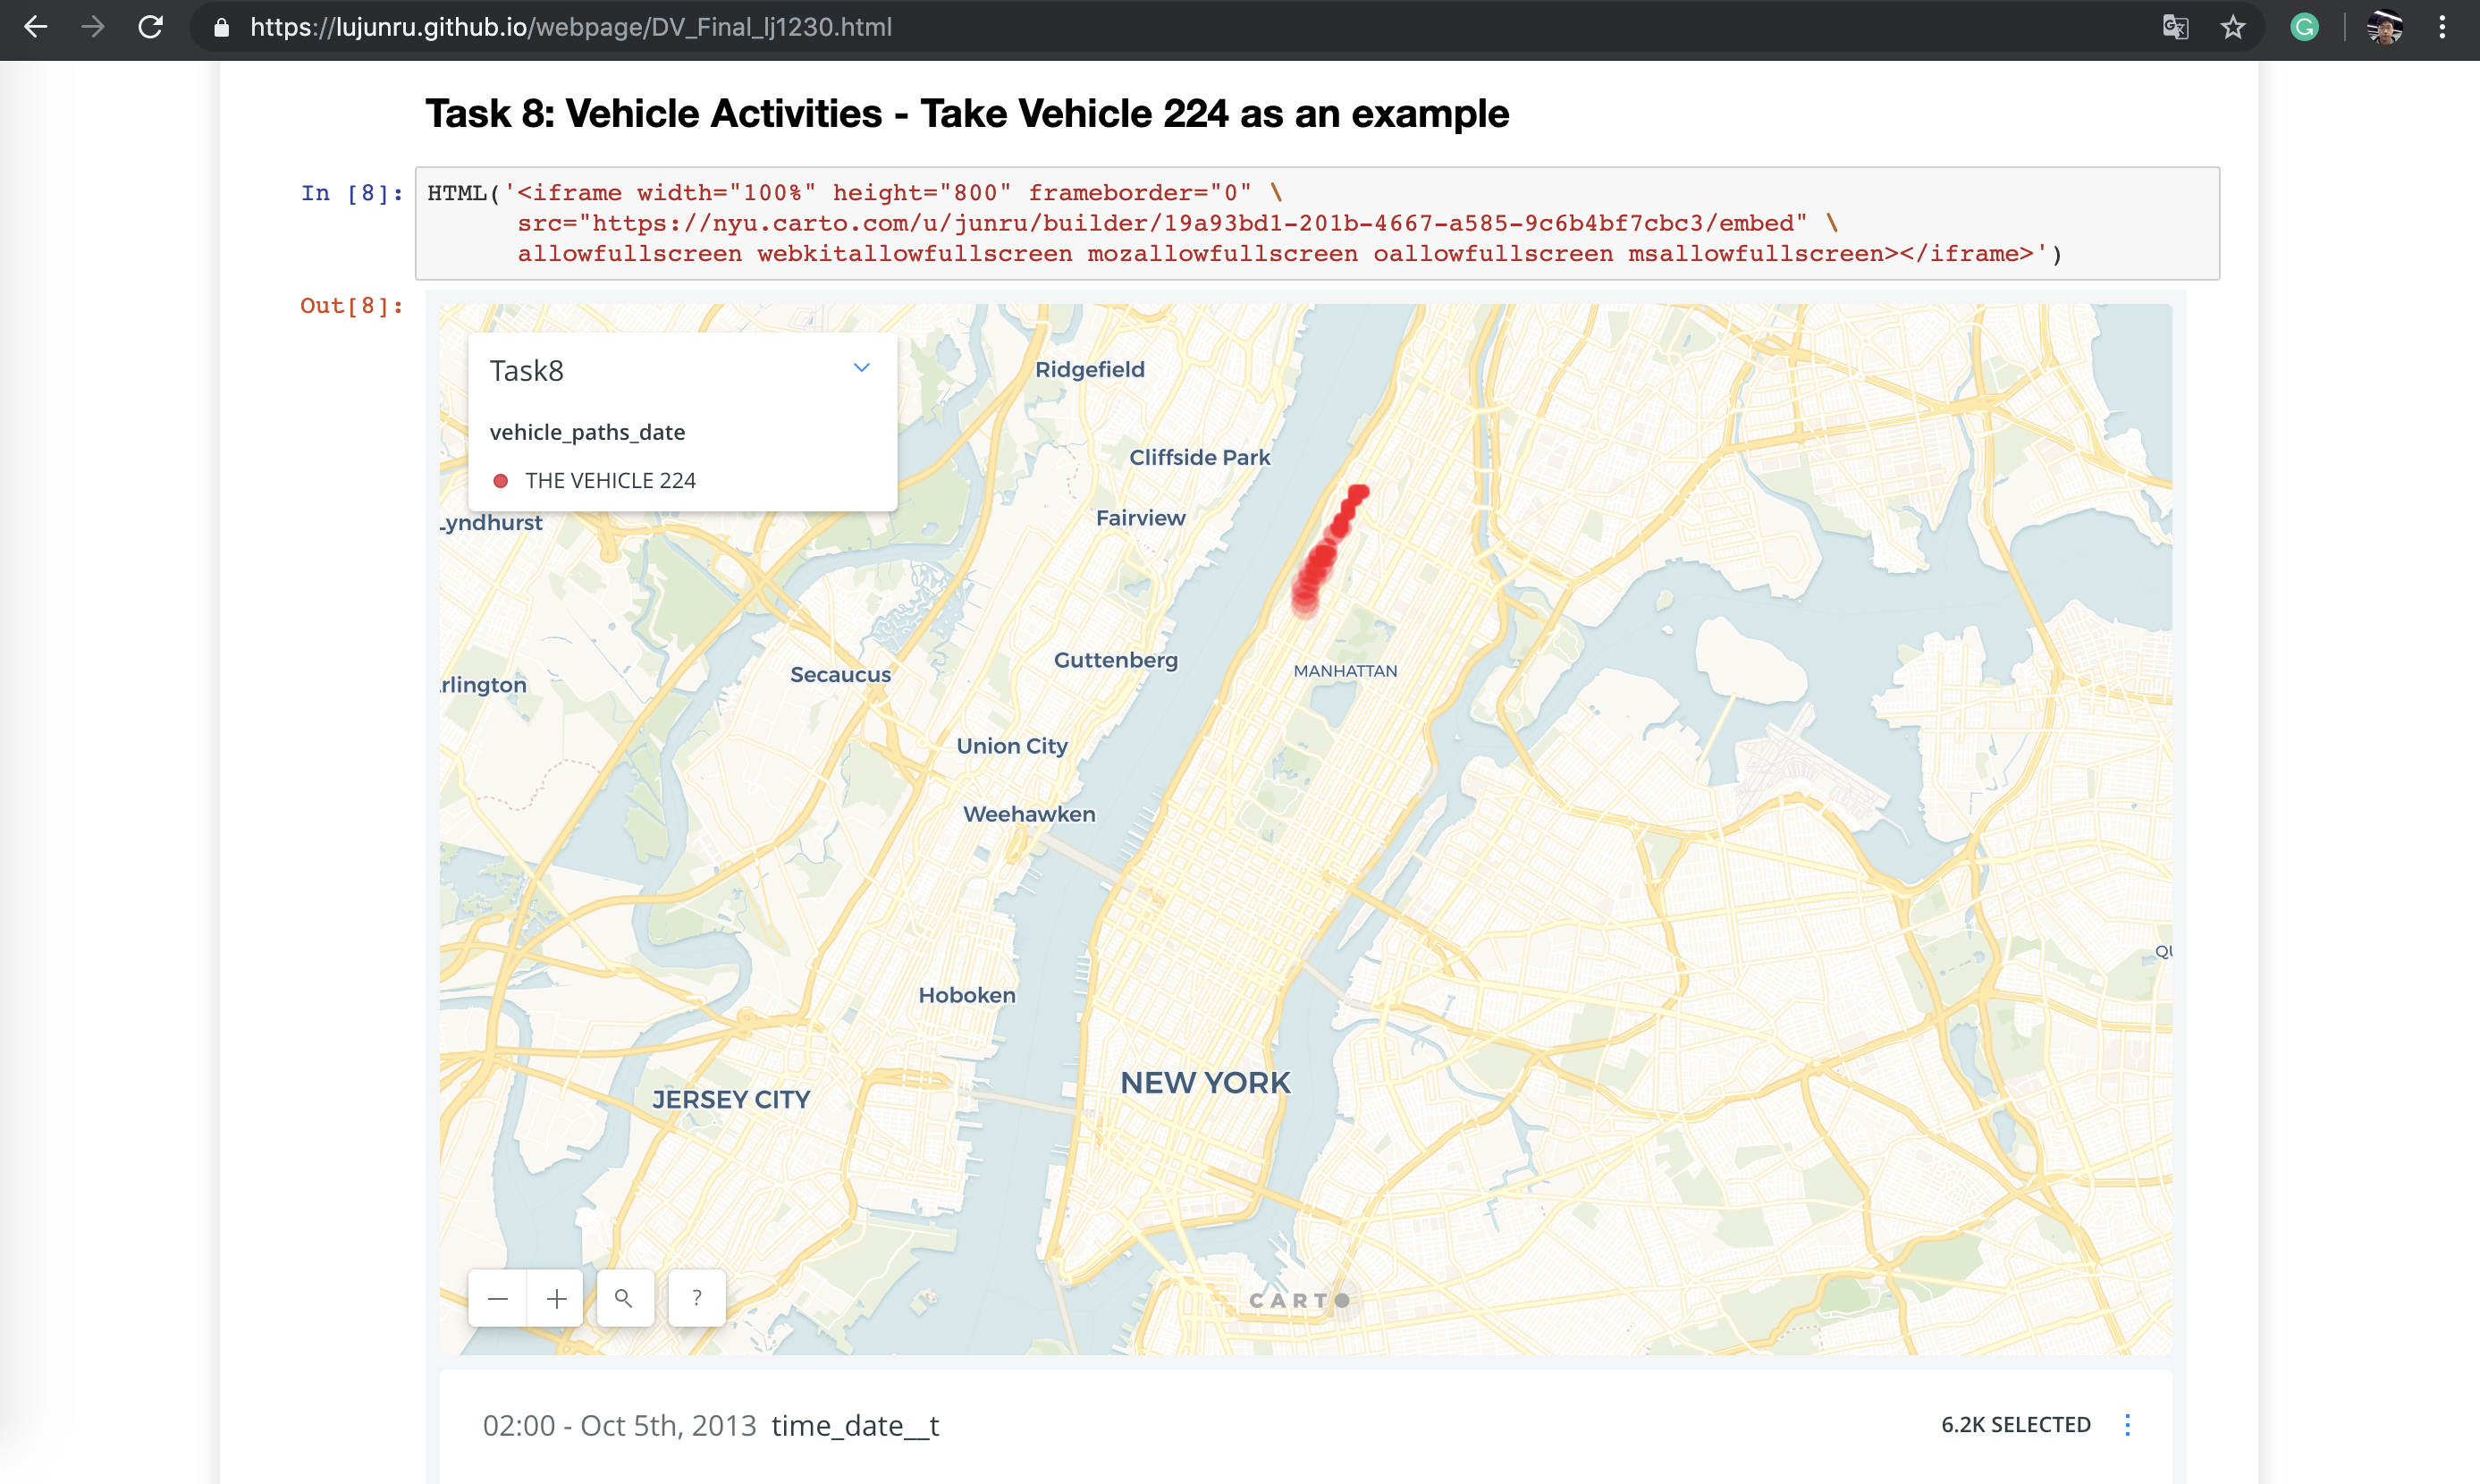 https://lujunru.github.io/webpage/DV_Final_lj1230.html
Task 8: Vehicle Activities - Take Vehicle 224 as an example
In [8]:
HTML('<iframe width="100%" height="800" frameborder="0" \
src="https://nyu.carto.com/u/junru/builder/19a93bd1-201b-4667-a585-9c6b4bf7cbc3/embed" \
allowfullscreen webkitallowfullscreen mozallowfullscreen oallowfullscreen msallowfullscreen></iframe>')
Out[8]:
Task8
vehicle_paths_date
THE VEHICLE 224
Ridgefield
Cliffside Park
Fairview
Lyndhurst
Guttenberg
MANHATTAN
Secaucus
rlington
Union City
Weehawken
QU
Hoboken
NEW YORK
JERSEY CITY
?
CARTO
02:00 - Oct 5th, 2013 time_date__t
6.2K SELECTED